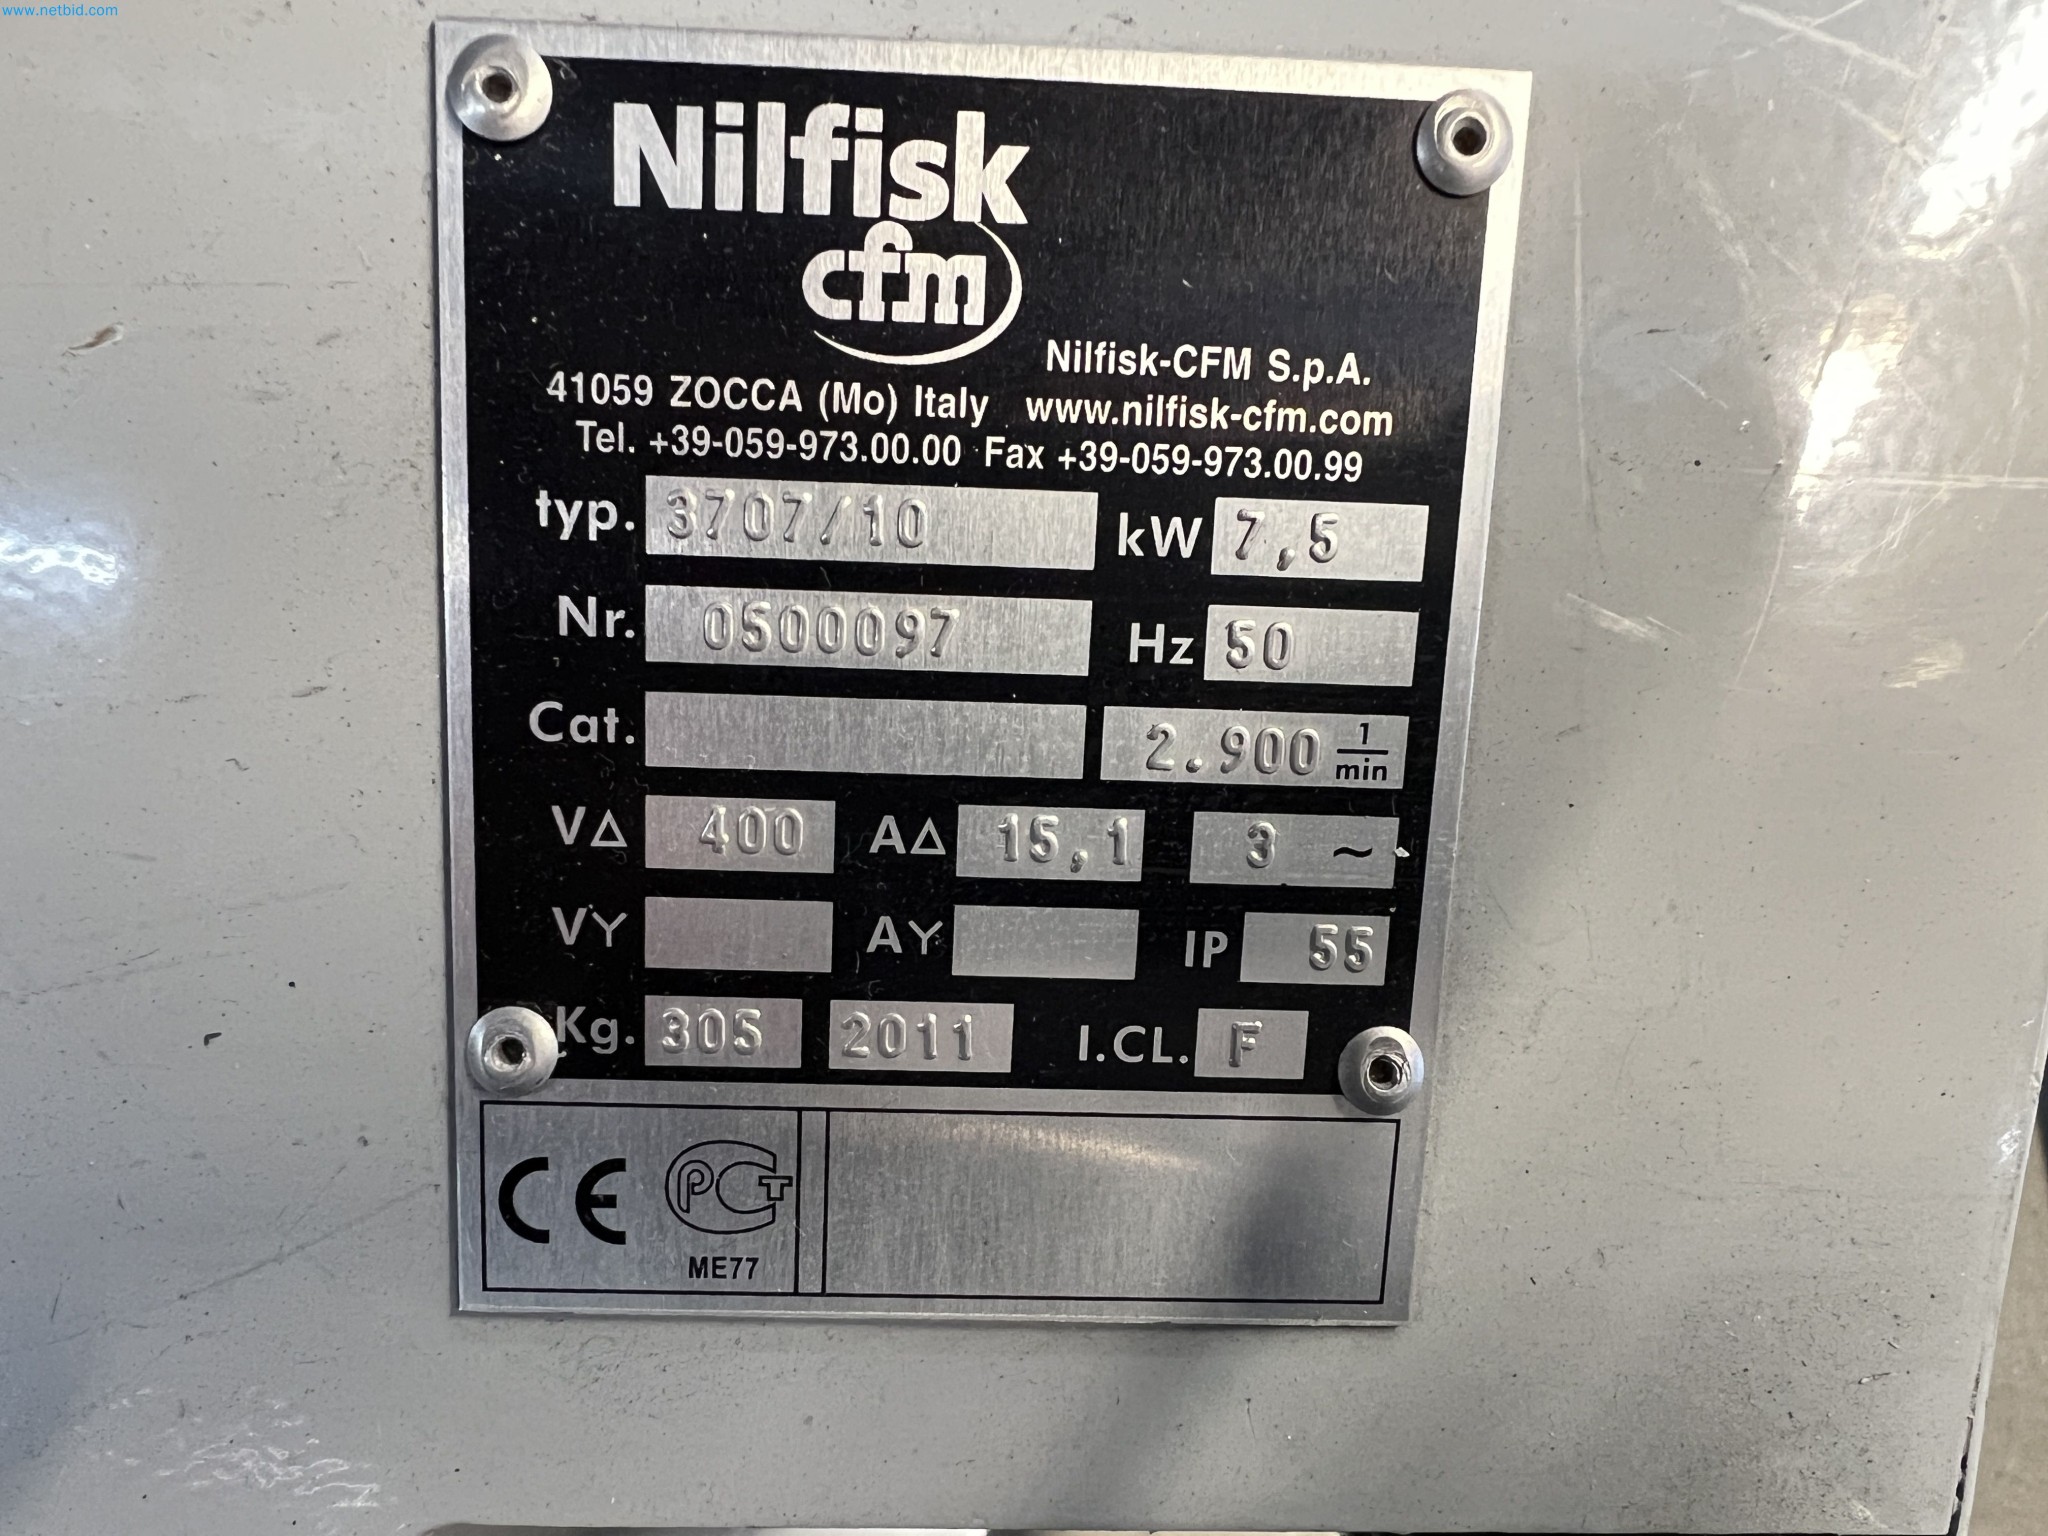 www.netbid.com
Nilfisk
cfm
Nilfisk-CFM S.p.A.
41059 ZOCCA (Mo) Italy www.nilfisk-cfm.com
Tel. +39-059-973.00.00 Fax +39-059-973.00.99
typ. 3707/10 kW 7,5
Nr. 0500097 Hz 50
Cat. 2.900 1/min
V△ 400 A△ 15,1 3 ~
VY AY IP 55
Kg. 305 2011 I.CL. F
CE PCT
ME77